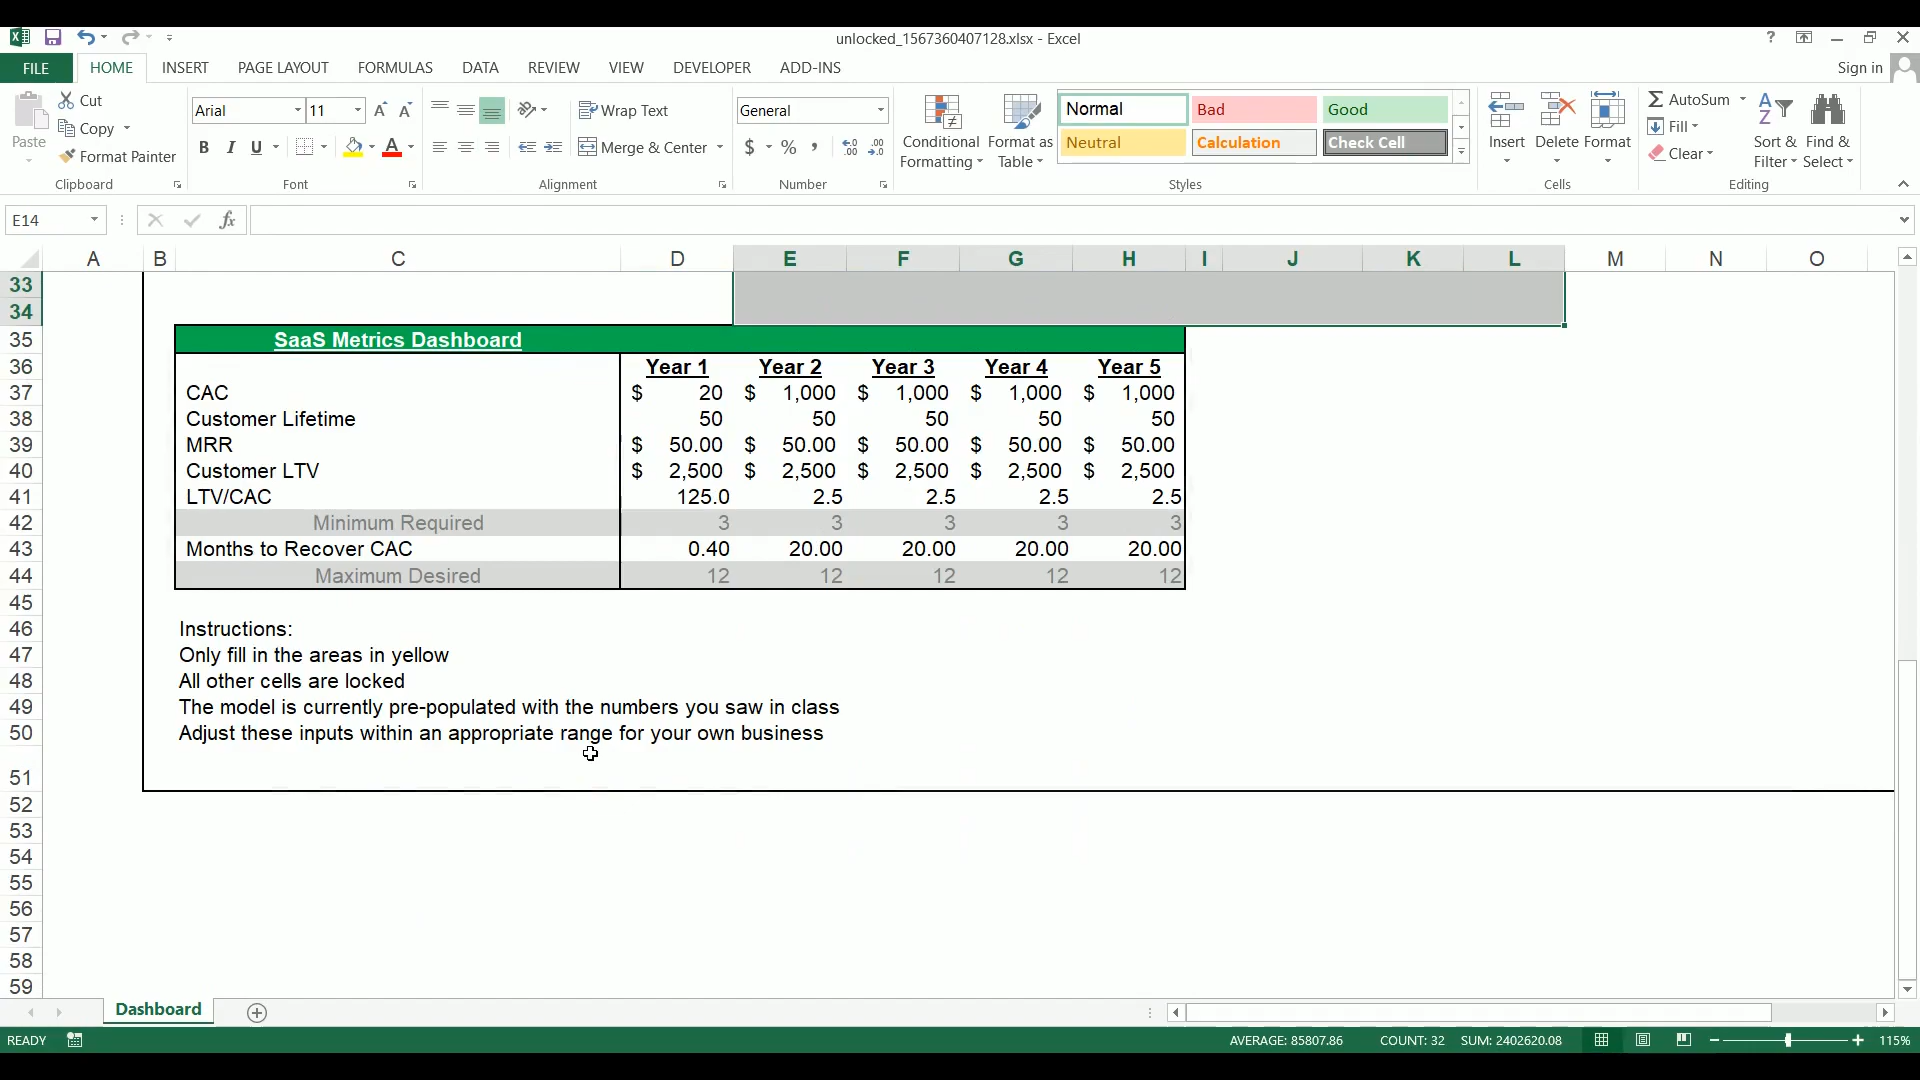 unlocked_1567360407128.xlsx - Excel
?
FILE HOME INSERT PAGE LAYOUT FORMULAS DATA REVIEW VIEW DEVELOPER ADD-INS Sign in
Paste Cut Copy Format Painter
Clipboard
Arial 11
B I U A
Font
Wrap Text
Merge & Center
Alignment
General
$ % ,
Number
Conditional Formatting
Format as Table
Normal Bad Good
Neutral Calculation Check Cell
Styles
Insert Delete Format
Cells
AutoSum
Fill
Clear
Sort & Filter
Find & Select
Editing
E14 fx
A B C D E F G H I J K L M N O
33
34
35 SaaS Metrics Dashboard
36 Year 1 Year 2 Year 3 Year 4 Year 5
37 CAC $ 20 $ 1,000 $ 1,000 $ 1,000 $ 1,000
38 Customer Lifetime 50 50 50 50 50
39 MRR $ 50.00 $ 50.00 $ 50.00 $ 50.00 $ 50.00
40 Customer LTV $ 2,500 $ 2,500 $ 2,500 $ 2,500 $ 2,500
41 LTV/CAC 125.0 2.5 2.5 2.5 2.5
42 Minimum Required 3 3 3 3 3
43 Months to Recover CAC 0.40 20.00 20.00 20.00 20.00
44 Maximum Desired 12 12 12 12 12
45
46 Instructions:
47 Only fill in the areas in yellow
48 All other cells are locked
49 The model is currently pre-populated with the numbers you saw in class
50 Adjust these inputs within an appropriate range for your own business
51
52
53
54
55
56
57
58
59
Dashboard
READY AVERAGE: 85807.86 COUNT: 32 SUM: 2402620.08 115%